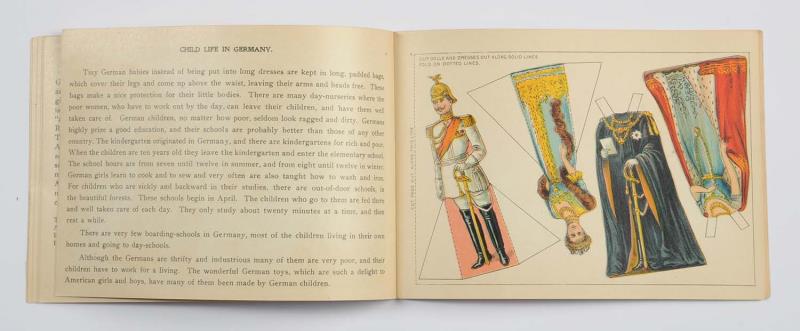 CHILD LIFE IN GERMANY.
Tiny German babies instead of being put into long dresses are kept in long, padded bags,
which cover their legs and come up above the waist, leaving their arms and heads free. These
bags make a nice protection for their little bodies. There are many day-nurseries where the
poor women, who have to work out by the day, can leave their children, and have them well
taken care of. German children, no matter how poor, seldom look ragged and dirty. Germans
highly prize a good education, and their schools are probably better than those of any other
country. The kindergarten originated in Germany, and there are kindergartens for rich and poor.
When the children are ten years old they leave the kindergarten and enter the elementary school.
The school hours are from seven until twelve in summer, and from eight until twelve in winter.
German girls learn to cook and to sew and very often are also taught how to wash and iron.
For children who are sickly and backward in their studies, there are out-of-door schools, in
the beautiful forests. These schools begin in April. The children who go to them are fed there
and well taken care of each day. They only study about twenty minutes at a time, and then
rest a while.
There are very few boarding-schools in Germany, most of the children living in their own
homes and going to day-schools.
Although the Germans are thrifty and industrious many of them are very poor, and their
children have to work for a living. The wonderful German toys, which are such a delight to
American girls and boys, have many of them been made by German children.
CUT DOLLS AND DRESSES OUT ALONG SOLID LINES
FOLD ON DOTTED LINES.